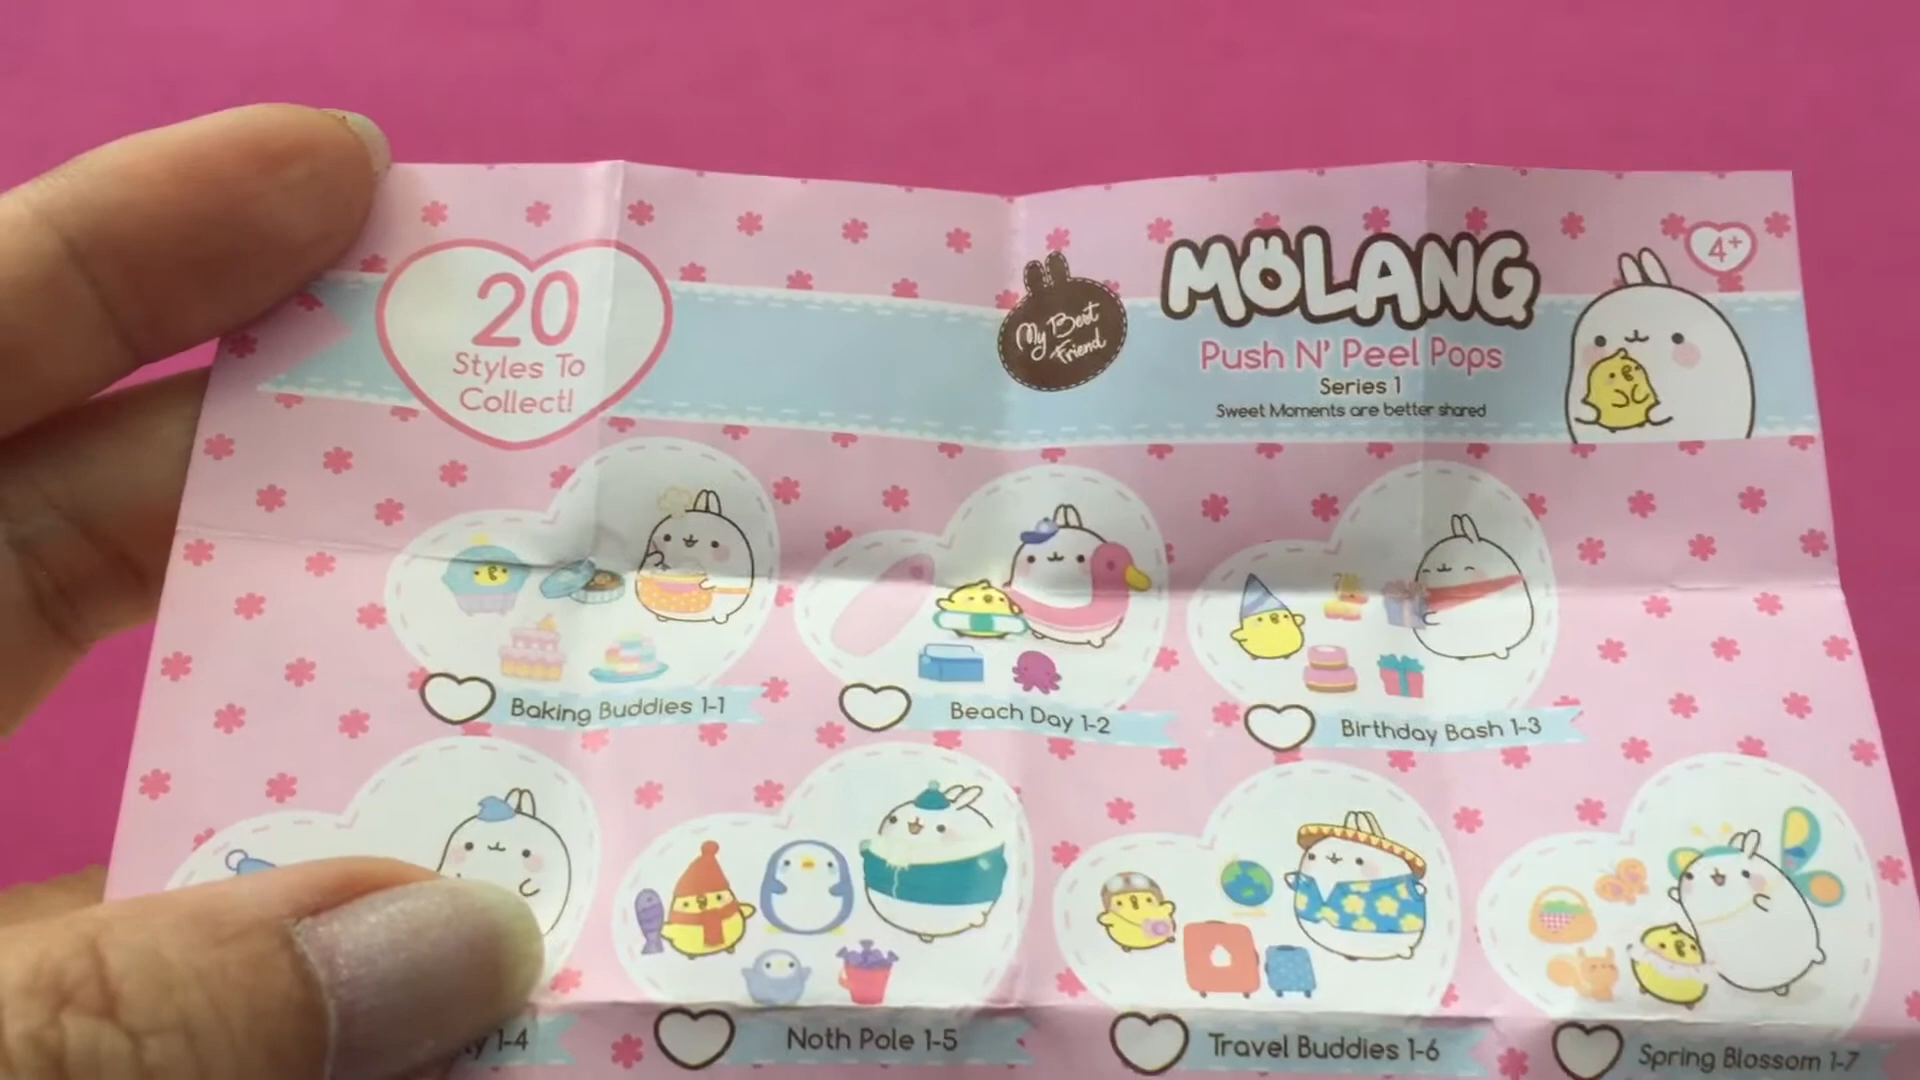 20
Styles To
Collect!
My Best
Friend
MOLANG
4+
Push N' Peel Pops
Series 1
Sweet Moments are better shared
Baking Buddies 1-1
Beach Day 1-2
Birthday Bash 1-3
1-4
Noth Pole 1-5
Travel Buddies 1-6
Spring Blossom 1-7